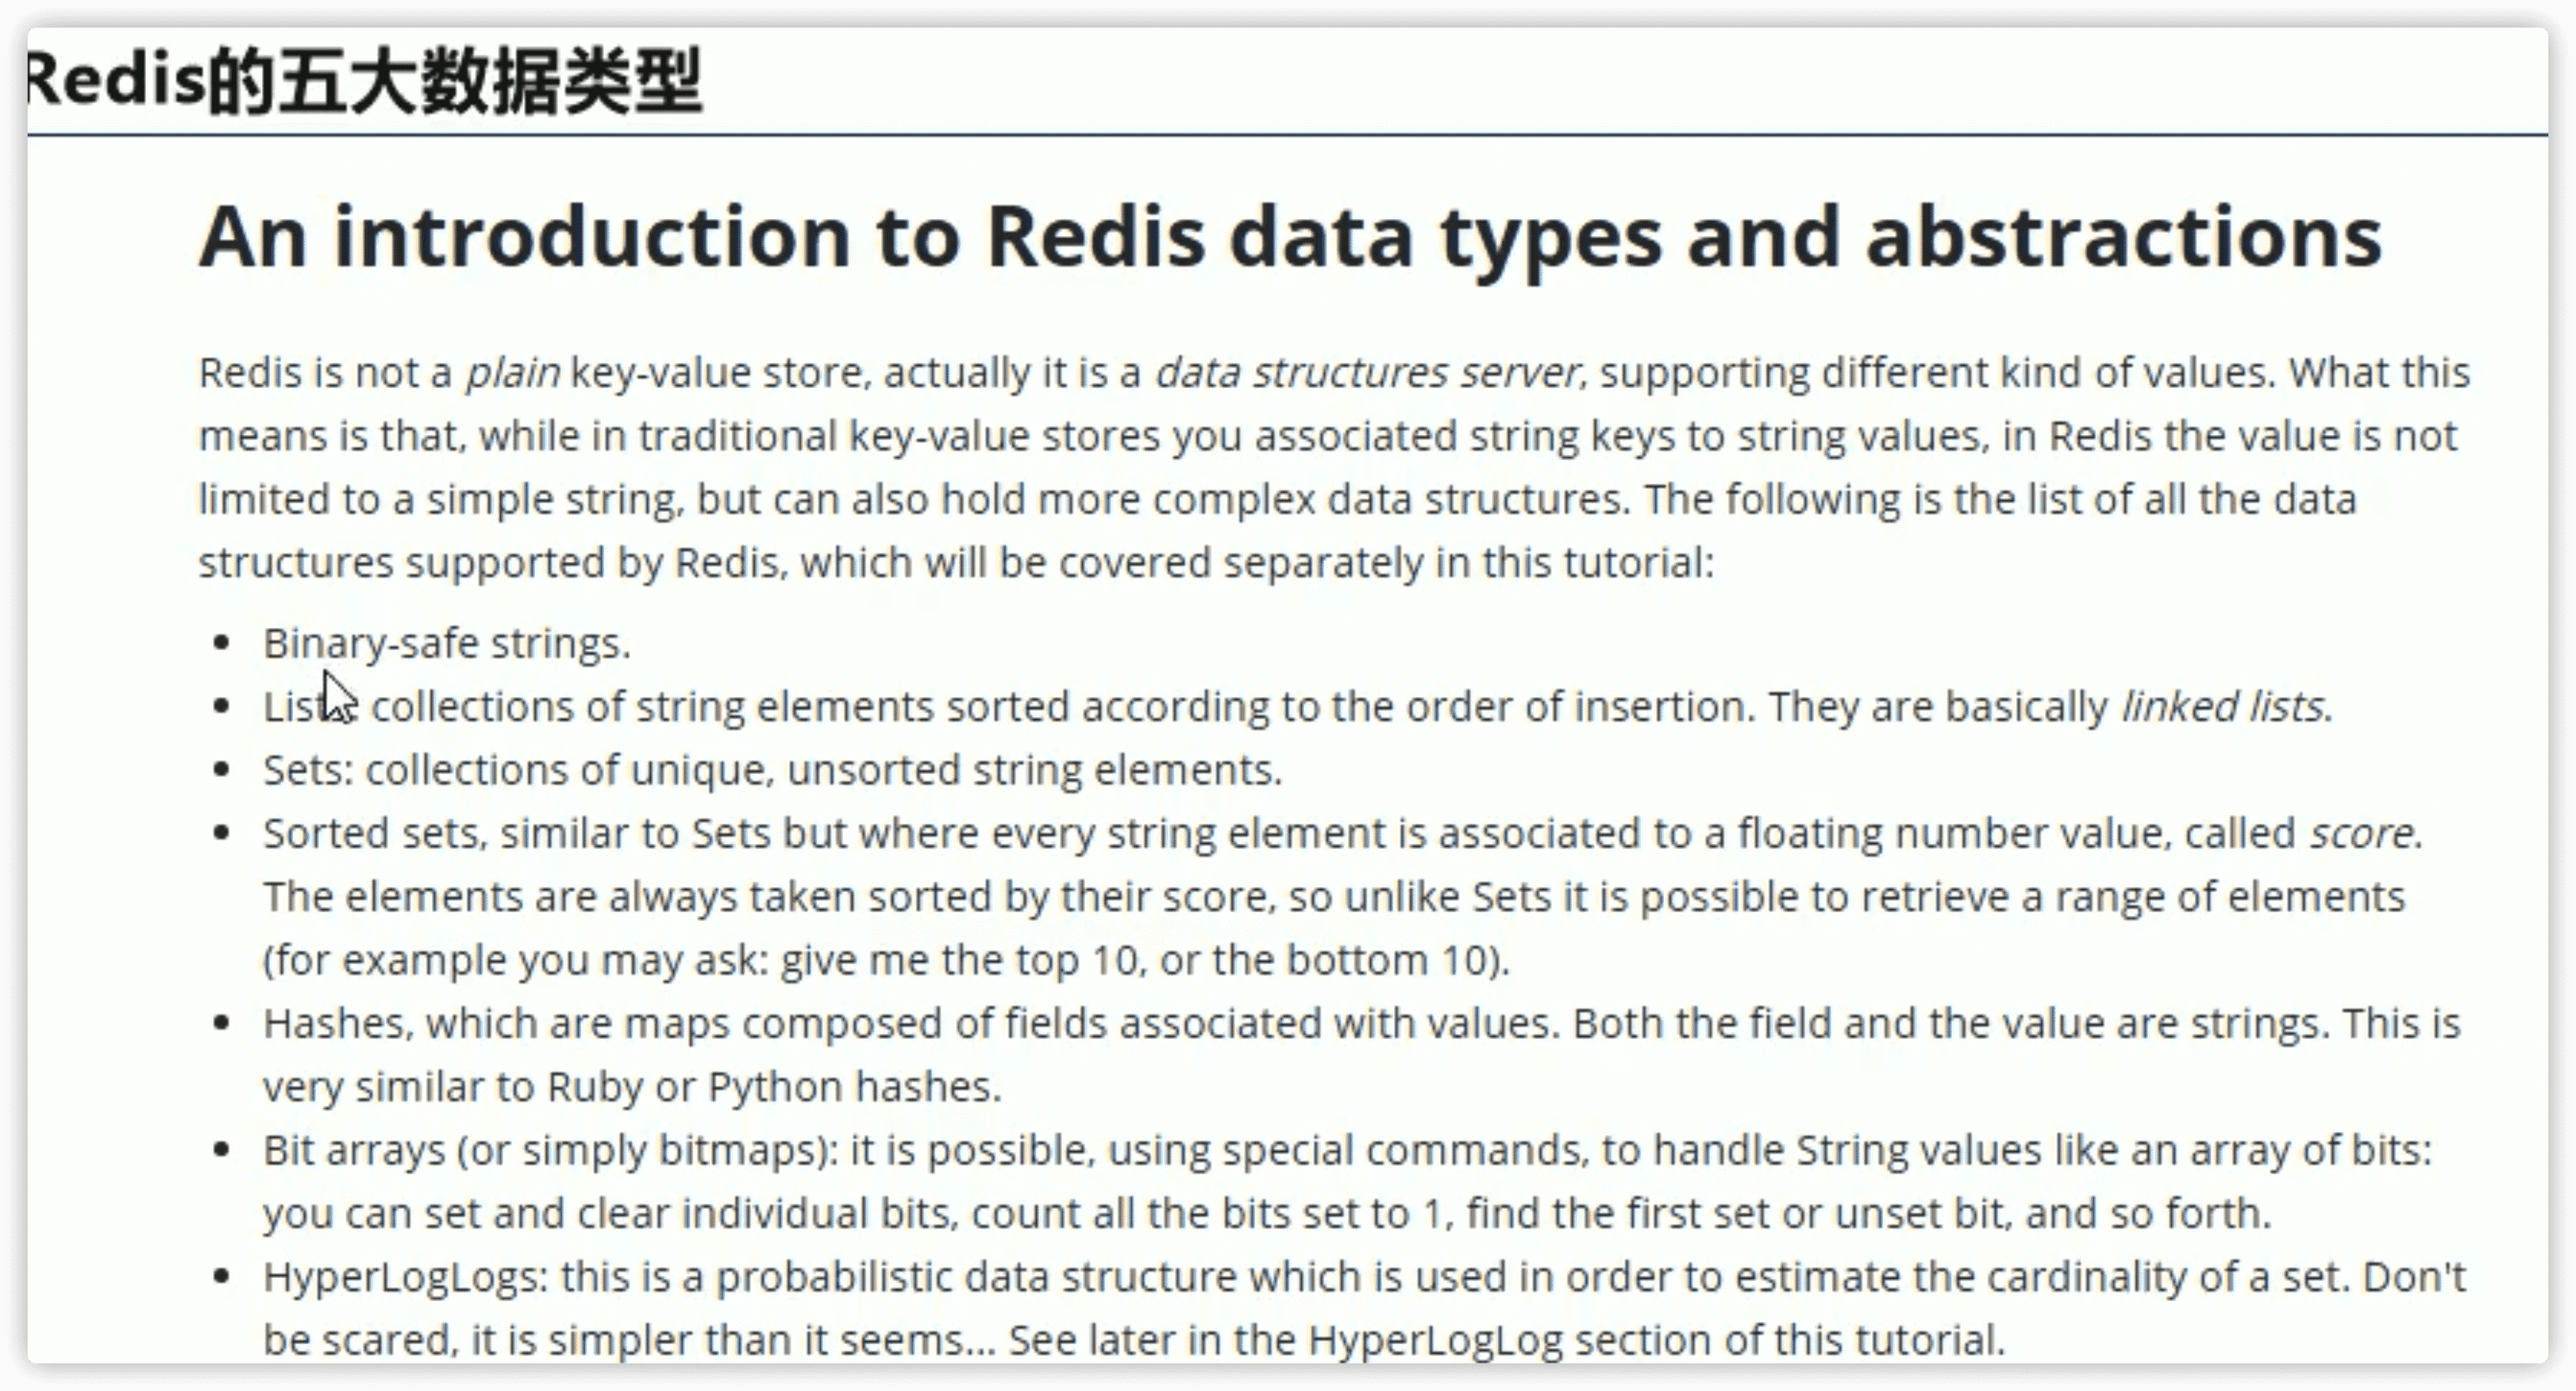 Redis的五大数据类型
An introduction to Redis data types and abstractions
Redis is not a plain key-value store, actually it is a data structures server, supporting different kind of values. What this
means is that, while in traditional key-value stores you associated string keys to string values, in Redis the value is not
limited to a simple string, but can also hold more complex data structures. The following is the list of all the data
structures supported by Redis, which will be covered separately in this tutorial:
• Binary-safe strings.
• Lists: collections of string elements sorted according to the order of insertion. They are basically linked lists.
• Sets: collections of unique, unsorted string elements.
• Sorted sets, similar to Sets but where every string element is associated to a floating number value, called score.
The elements are always taken sorted by their score, so unlike Sets it is possible to retrieve a range of elements
(for example you may ask: give me the top 10, or the bottom 10).
• Hashes, which are maps composed of fields associated with values. Both the field and the value are strings. This is
very similar to Ruby or Python hashes.
• Bit arrays (or simply bitmaps): it is possible, using special commands, to handle String values like an array of bits:
you can set and clear individual bits, count all the bits set to 1, find the first set or unset bit, and so forth.
• HyperLogLogs: this is a probabilistic data structure which is used in order to estimate the cardinality of a set. Don't
be scared, it is simpler than it seems... See later in the HyperLogLog section of this tutorial.